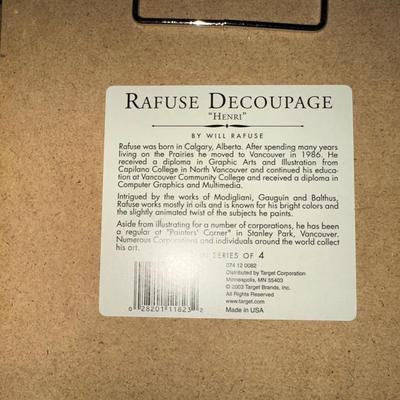 RAFUSE DECOUPAGE
"HENRI"
BY WILL RAFUSE
Rafuse was born in Calgary, Alberta. After spending many years
living on the Prairies he moved to Vancouver in 1986. He
received a diploma in Graphic Arts and Illustration from
Capilano College in North Vancouver and continued his educa-
tion at Vancouver Community College and received a diploma in
Computer Graphics and Multimedia.
Intrigued by the works of Modigliani, Gauguin and Balthus,
Rafuse works mostly in oils and is known for his bright colors and
the slightly animated twist of the subjects he paints.
Aside from illustrating for a number of corporations, he has been
a regular at "Painters' Corner" in Stanley Park, Vancouver.
Numerous Corporations and individuals around the world collect
his art.
SERIES OF 4
074 12 0082
Distributed by Target Corporation
Minneapolis, MN 55403
© 2003 Target Brands, Inc.
All Rights Reserved
www.target.com
Made in USA
0 28201 11823 2